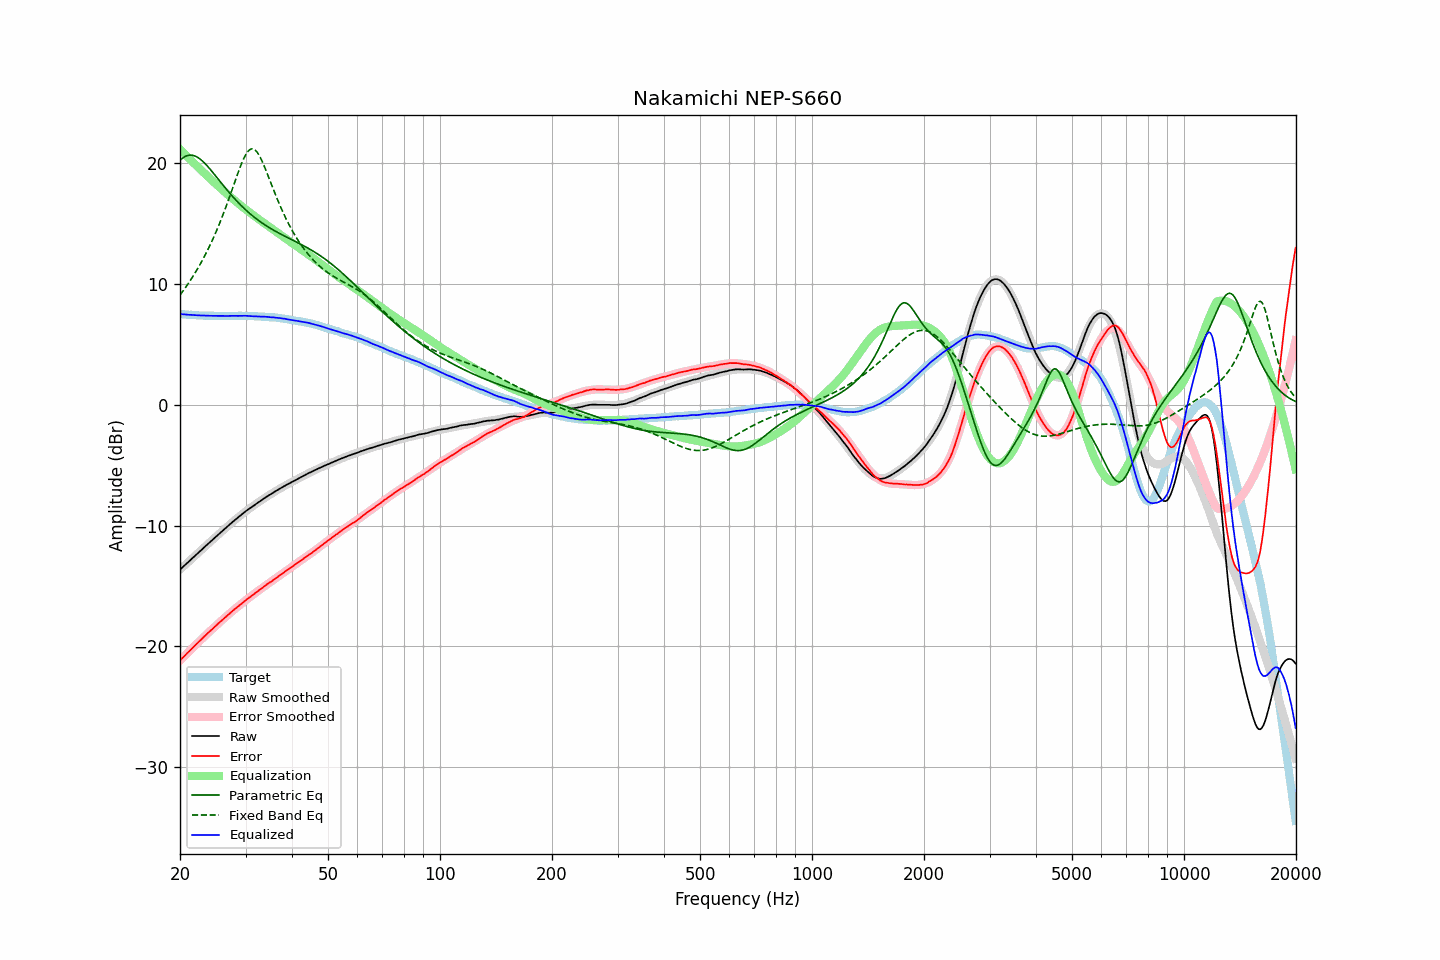 Nakamichi NEP-S660
Amplitude (dBr)
20
10
0
−10
−20
−30
Target
Raw Smoothed
Error Smoothed
Raw
Error
Equalization
Parametric Eq
Fixed Band Eq
Equalized
20 50 100 200 500 1000 2000 5000 10000 20000
Frequency (Hz)